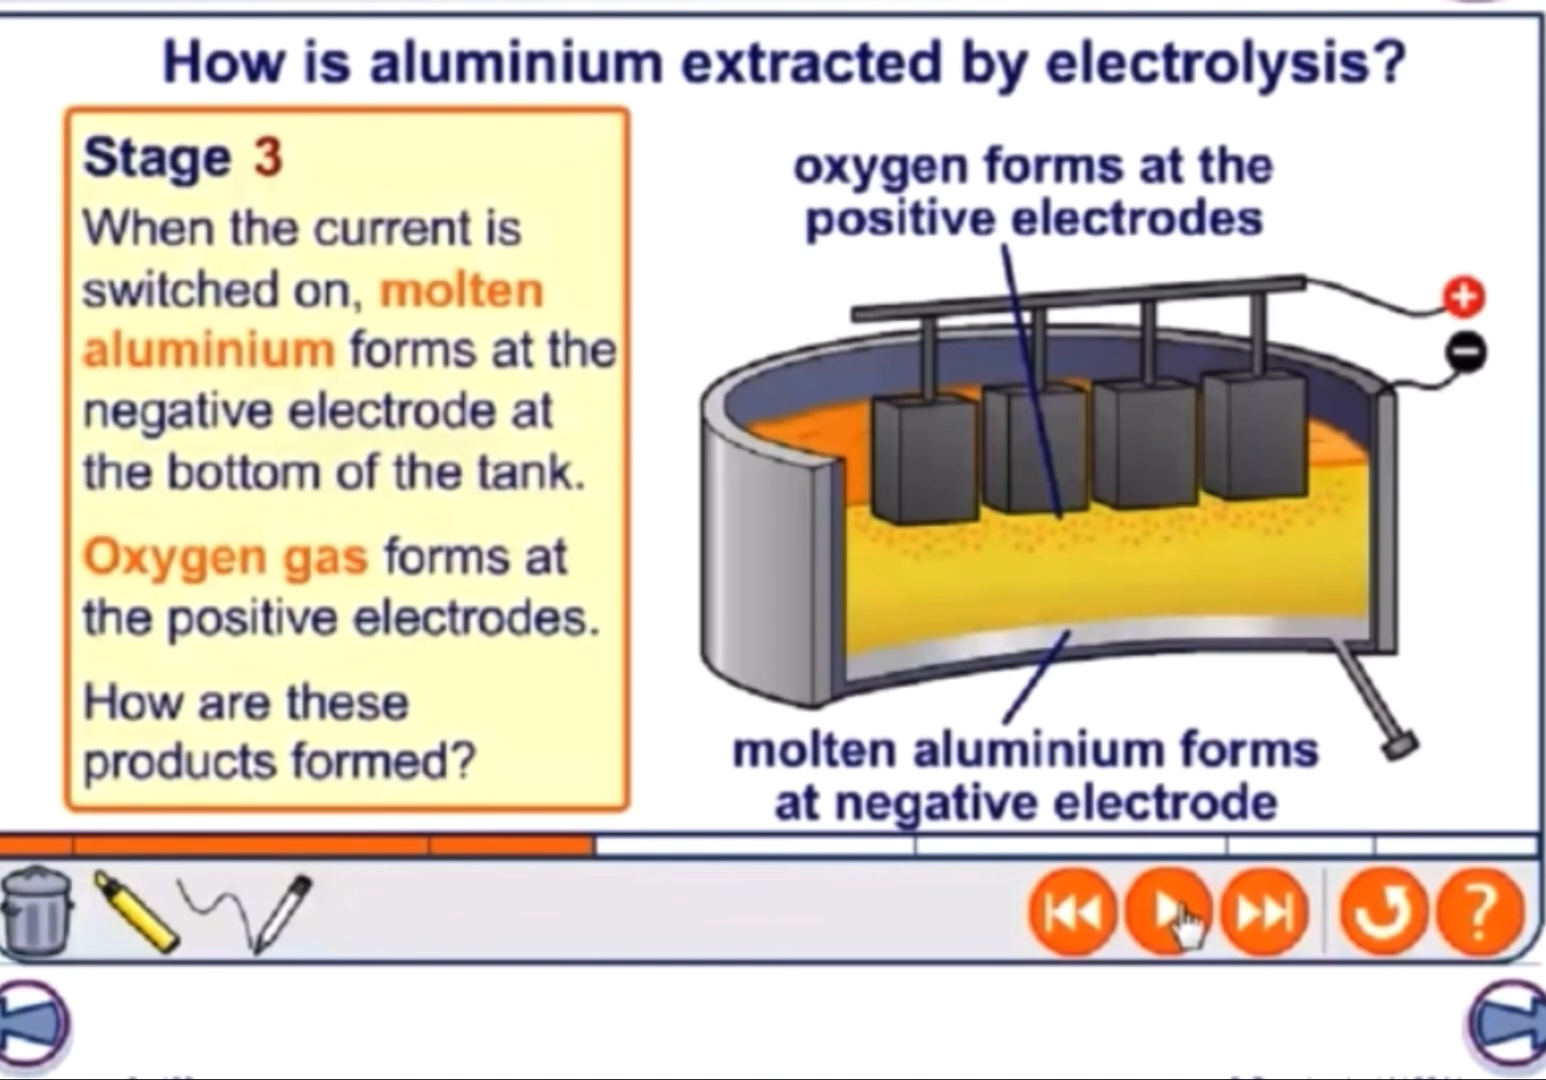 How is aluminium extracted by electrolysis?
Stage 3
When the current is
switched on, molten
aluminium forms at the
negative electrode at
the bottom of the tank.
Oxygen gas forms at
the positive electrodes.
How are these
products formed?
oxygen forms at the
positive electrodes
+
−
molten aluminium forms
at negative electrode
?